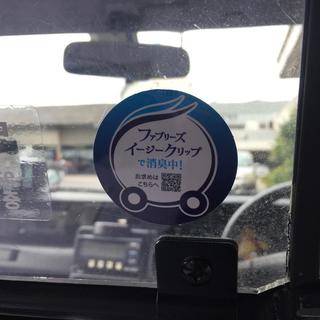 ファブリーズ
イージークリップ
で消臭中!
お求めは
こちらへ